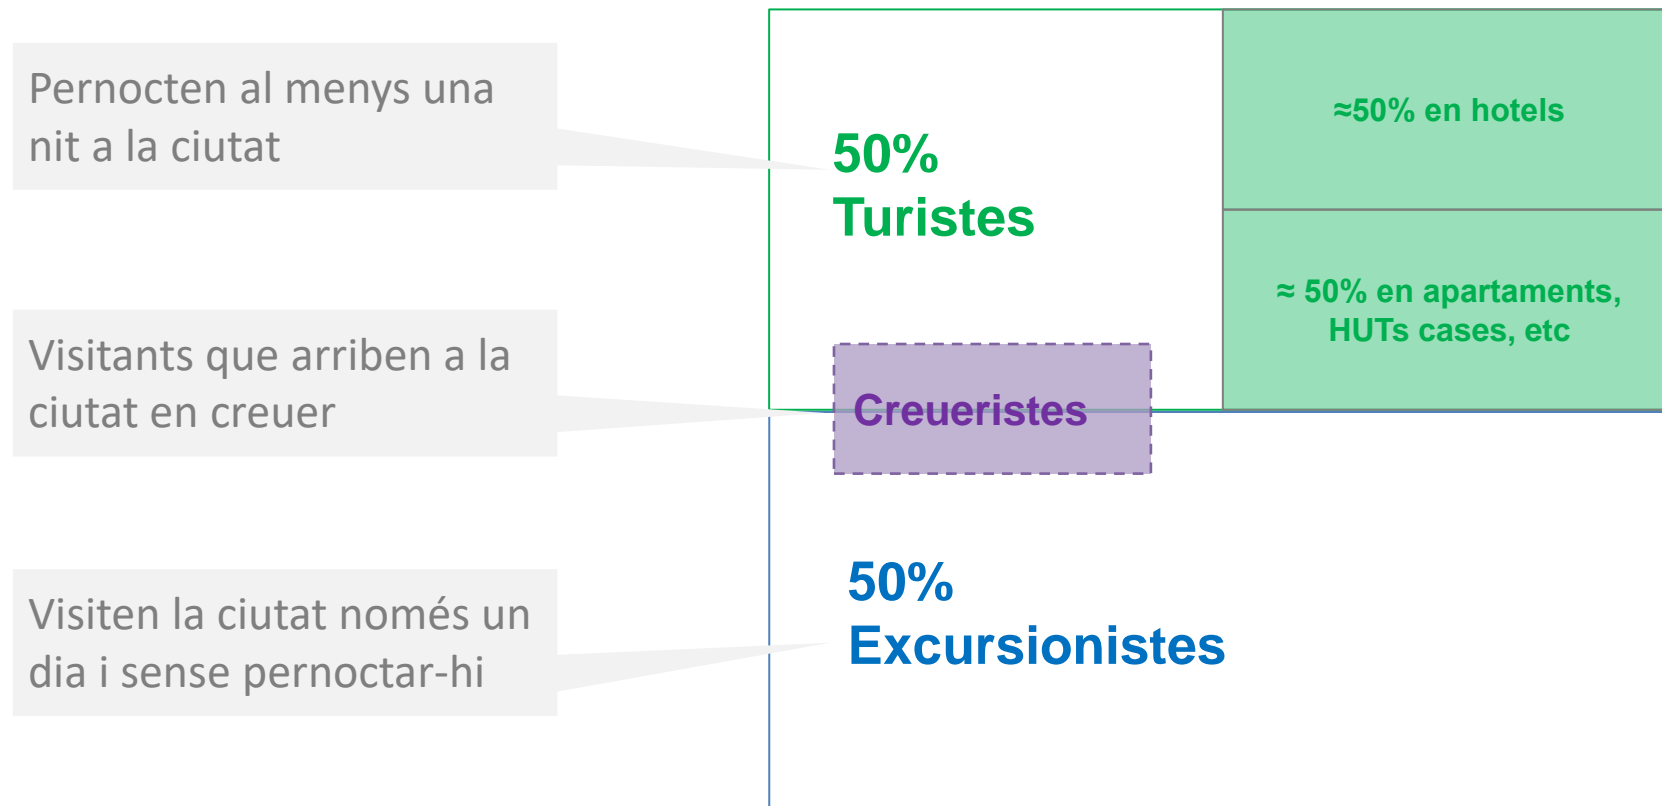 Pernocten al menys una
nit a la ciutat
50%
Turistes
≈50% en hotels
≈ 50% en apartaments,
HUTs cases, etc
Visitants que arriben a la
ciutat en creuer
Creueristes
Visiten la ciutat només un
dia i sense pernoctar-hi
50%
Excursionistes